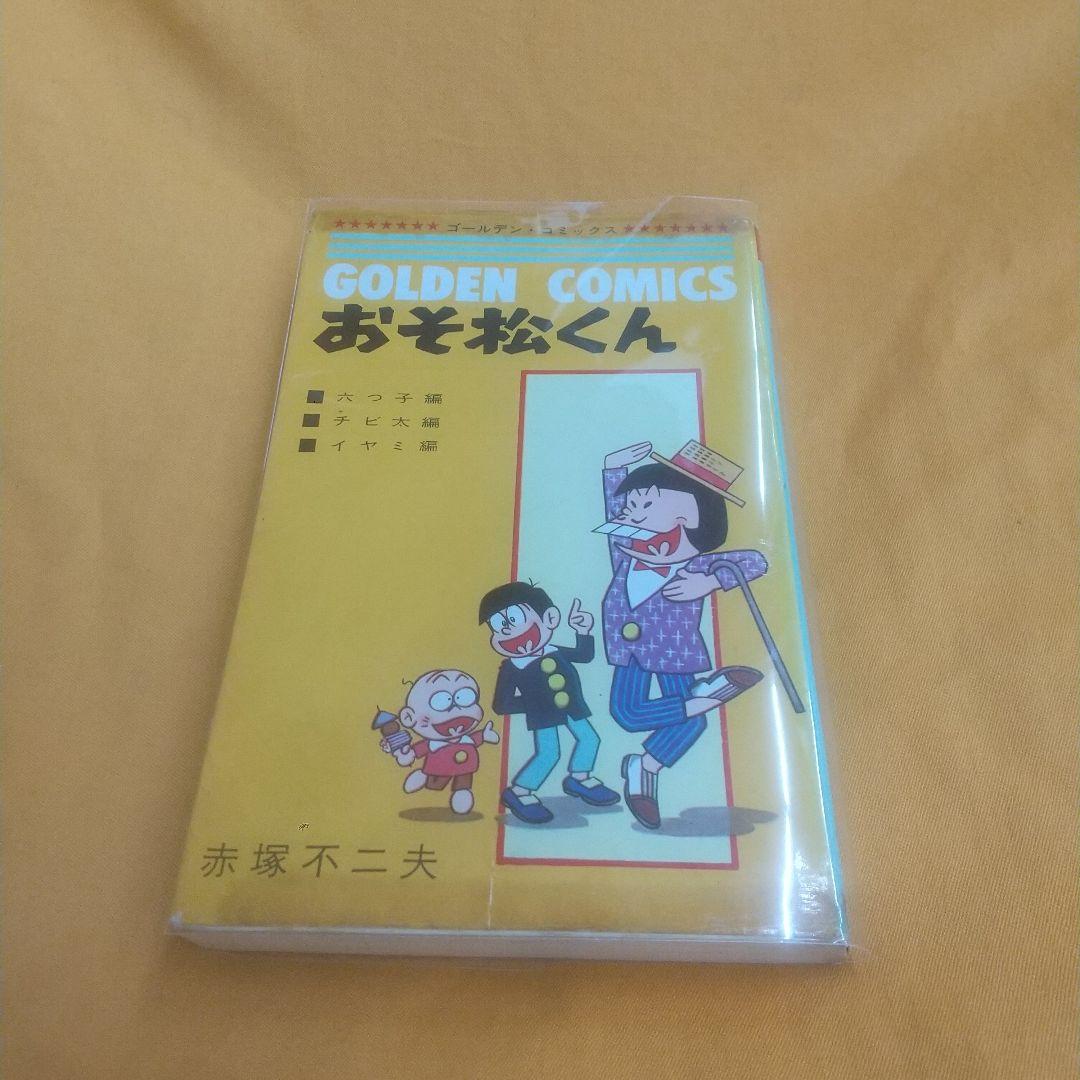 ★★★★★★★ ゴールデン・コミックス ★★★★★★★
GOLDEN COMICS
おそ松くん
■ 六つ子編
■ チビ太編
■ イヤミ編
赤塚不二夫